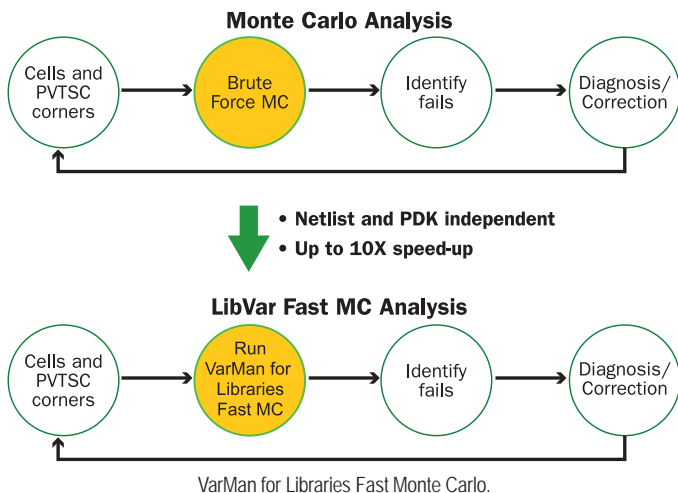 Monte Carlo Analysis
Cells and
PVTSC
corners
Brute
Force MC
Identify
fails
Diagnosis/
Correction
• Netlist and PDK independent
• Up to 10X speed-up
LibVar Fast MC Analysis
Cells and
PVTSC
corners
Run
VarMan for
Libraries
Fast MC
Identify
fails
Diagnosis/
Correction
VarMan for Libraries Fast Monte Carlo.